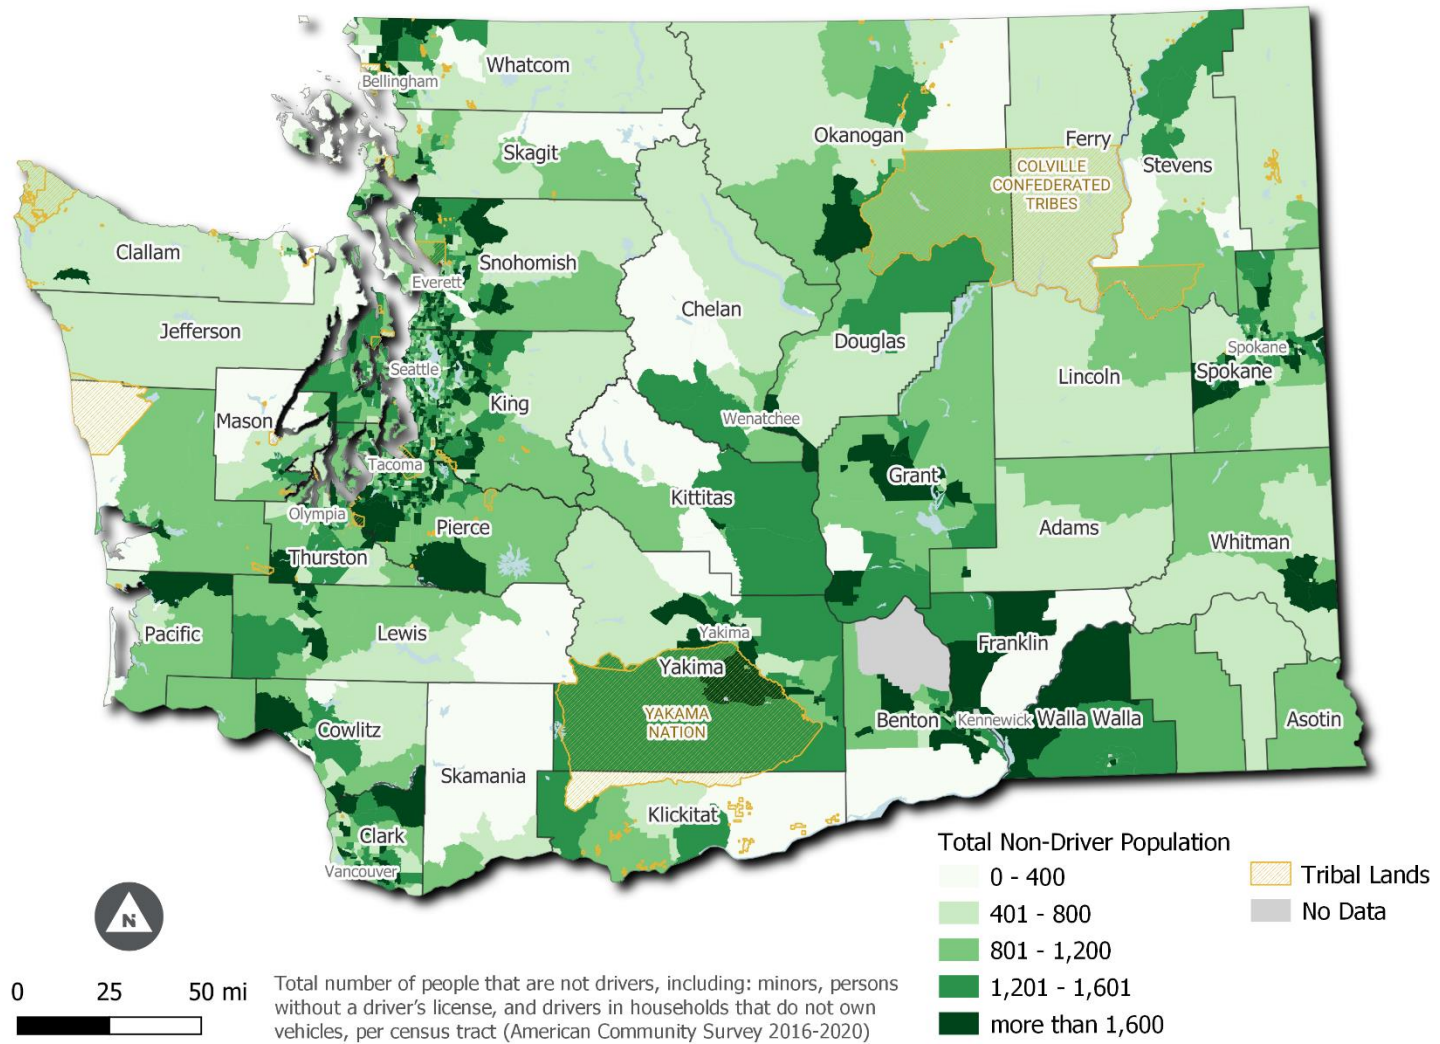 Whatcom
Bellingham
Okanogan
Ferry
Skagit
Stevens
COLVILLE
CONFEDERATED
TRIBES
Clallam
Snohomish
Everett
Chelan
Jefferson
Douglas
Seattle
Spokane
Lincoln
Spokane
King
Mason
Wenatchee
Tacoma
Grant
Kittitas
Olympia
Pierce
Adams
Whitman
Thurston
Pacific
Lewis
Yakima
Franklin
Yakima
YAKAMA
NATION
Benton
Kennewick
Walla Walla
Asotin
Cowlitz
Skamania
Klickitat
Clark
Vancouver
Total Non-Driver Population
0 - 400
401 - 800
801 - 1,200
1,201 - 1,601
more than 1,600
Tribal Lands
No Data
N
0 25 50 mi
Total number of people that are not drivers, including: minors, persons
without a driver's license, and drivers in households that do not own
vehicles, per census tract (American Community Survey 2016-2020)